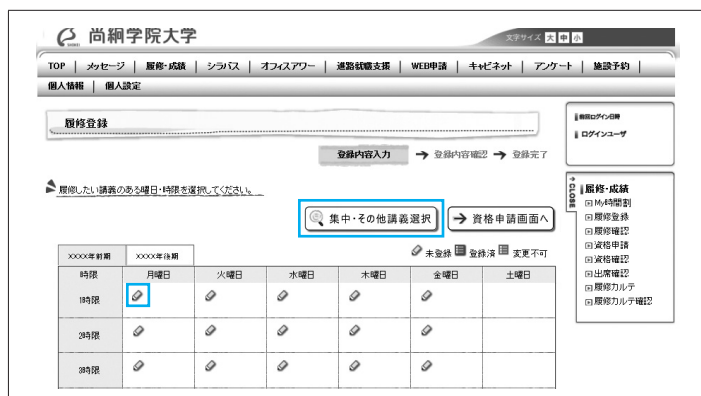 尚絅学院大学
文字サイズ 大 中 小
TOP | メッセージ | 履修・成績 | シラバス | オフィスアワー | 進路就職支援 | WEB申請 | キャビネット | アンケート | 施設予約 |
個人情報 | 個人設定
履修登録
前回ログイン日時
ログインユーザ
登録内容入力 → 登録内容確認 → 登録完了
履修したい講義のある曜日・時限を選択してください。
集中・その他講義選択
→ 資格申請画面へ
CLOSE
履修・成績
My時間割
履修登録
履修確認
資格申請
資格確認
出席確認
履修カルテ
履修カルテ確認
未登録 登録済 変更不可
XXXX年前期 XXXX年後期
時限 月曜日 火曜日 水曜日 木曜日 金曜日 土曜日
1時限
2時限
3時限